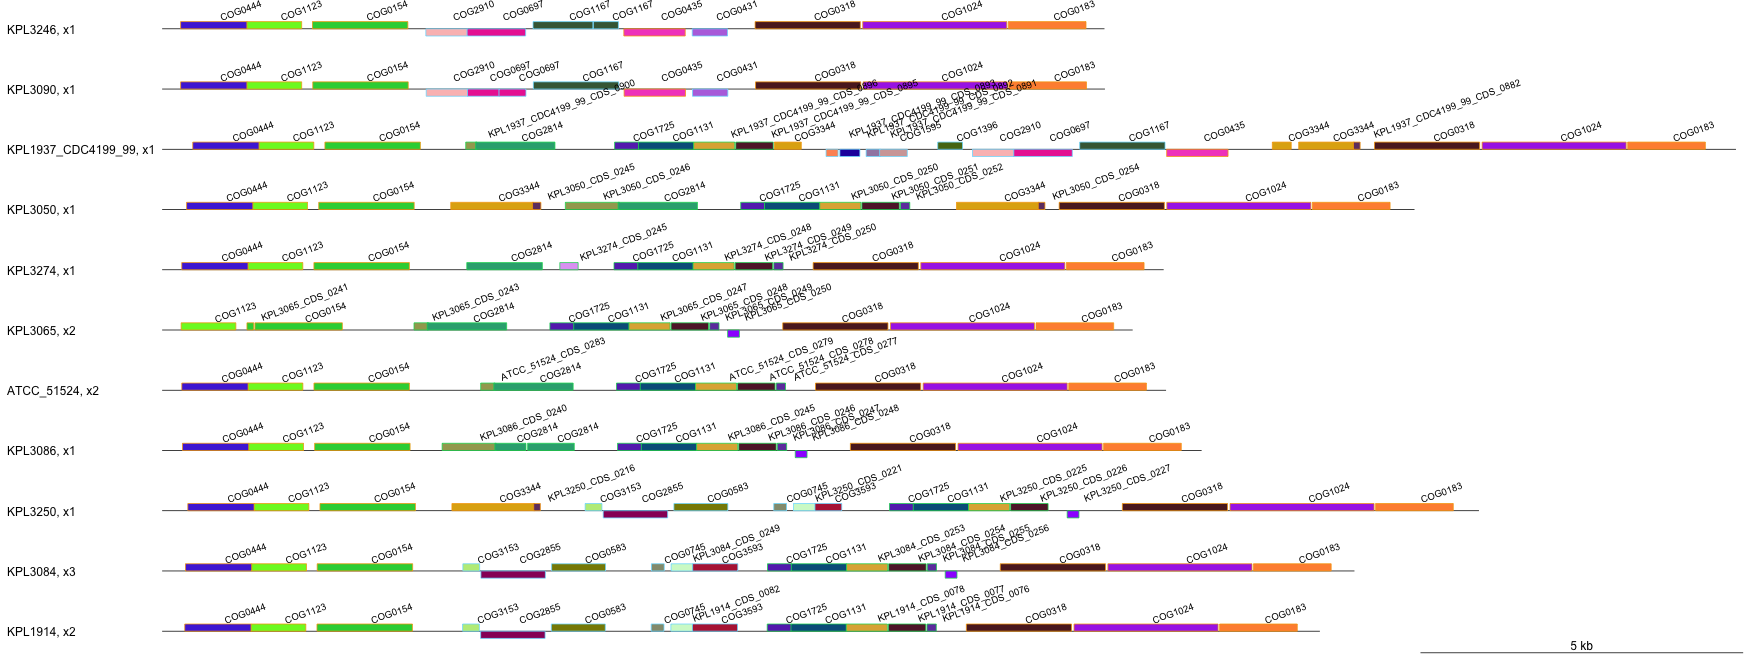 KPL3246, x1 COG0444 COG1123 COG0154 COG2910 COG0697 COG1167 COG1167 COG0435 COG0431 COG0318 COG1024 COG0183
KPL3090, x1 COG0444 COG1123 COG0154 COG2910 COG0697 COG0697 COG1167 COG0435 COG0431 COG0318 COG1024 COG0183
KPL1937_CDC4199_99, x1 COG0444 COG1123 COG0154 KPL1937_CDC4199_99_CDS_0900 COG2814 COG1725 COG1131 KPL1937_CDC4199_99_CDS_0896 KPL1937_CDC4199_99_CDS_0895 COG3344 KPL1937_CDC4199_99_CDS_0893 KPL1937_CDC4199_99_CDS_0892 KPL1937_CDC4199_99_CDS_0891 COG1595 COG1396 COG2910 COG0697 COG1167 COG0435 COG3344 COG3344 KPL1937_CDC4199_99_CDS_0882 COG0318 COG1024 COG0183
KPL3050, x1 COG0444 COG1123 COG0154 COG3344 KPL3050_CDS_0245 KPL3050_CDS_0246 COG2814 COG1725 COG1131 KPL3050_CDS_0250 KPL3050_CDS_0251 KPL3050_CDS_0252 COG3344 KPL3050_CDS_0254 COG0318 COG1024 COG0183
KPL3274, x1 COG0444 COG1123 COG0154 COG2814 KPL3274_CDS_0245 COG1725 COG1131 KPL3274_CDS_0248 KPL3274_CDS_0249 KPL3274_CDS_0250 COG0318 COG1024 COG0183
KPL3065, x2 COG1123 KPL3065_CDS_0241 COG0154 KPL3065_CDS_0243 COG2814 COG1725 COG1131 KPL3065_CDS_0247 KPL3065_CDS_0248 KPL3065_CDS_0249 KPL3065_CDS_0250 COG0318 COG1024 COG0183
ATCC_51524, x2 COG0444 COG1123 COG0154 ATCC_51524_CDS_0283 COG2814 COG1725 COG1131 ATCC_51524_CDS_0279 ATCC_51524_CDS_0278 ATCC_51524_CDS_0277 COG0318 COG1024 COG0183
KPL3086, x1 COG0444 COG1123 COG0154 KPL3086_CDS_0240 COG2814 COG2814 COG1725 COG1131 KPL3086_CDS_0245 KPL3086_CDS_0246 KPL3086_CDS_0247 KPL3086_CDS_0248 COG0318 COG1024 COG0183
KPL3250, x1 COG0444 COG1123 COG0154 COG3344 KPL3250_CDS_0216 COG3153 COG2855 COG0583 COG0745 KPL3250_CDS_0221 COG3593 COG1725 COG1131 KPL3250_CDS_0225 KPL3250_CDS_0226 KPL3250_CDS_0227 COG0318 COG1024 COG0183
KPL3084, x3 COG0444 COG1123 COG0154 COG3153 COG2855 COG0583 COG0745 KPL3084_CDS_0249 COG3593 COG1725 COG1131 KPL3084_CDS_0253 KPL3084_CDS_0254 KPL3084_CDS_0255 KPL3084_CDS_0256 COG0318 COG1024 COG0183
KPL1914, x2 COG0444 COG1123 COG0154 COG3153 COG2855 COG0583 COG0745 KPL1914_CDS_0082 COG3593 COG1725 COG1131 KPL1914_CDS_0078 KPL1914_CDS_0077 KPL1914_CDS_0076 COG0318 COG1024 COG0183
5 kb